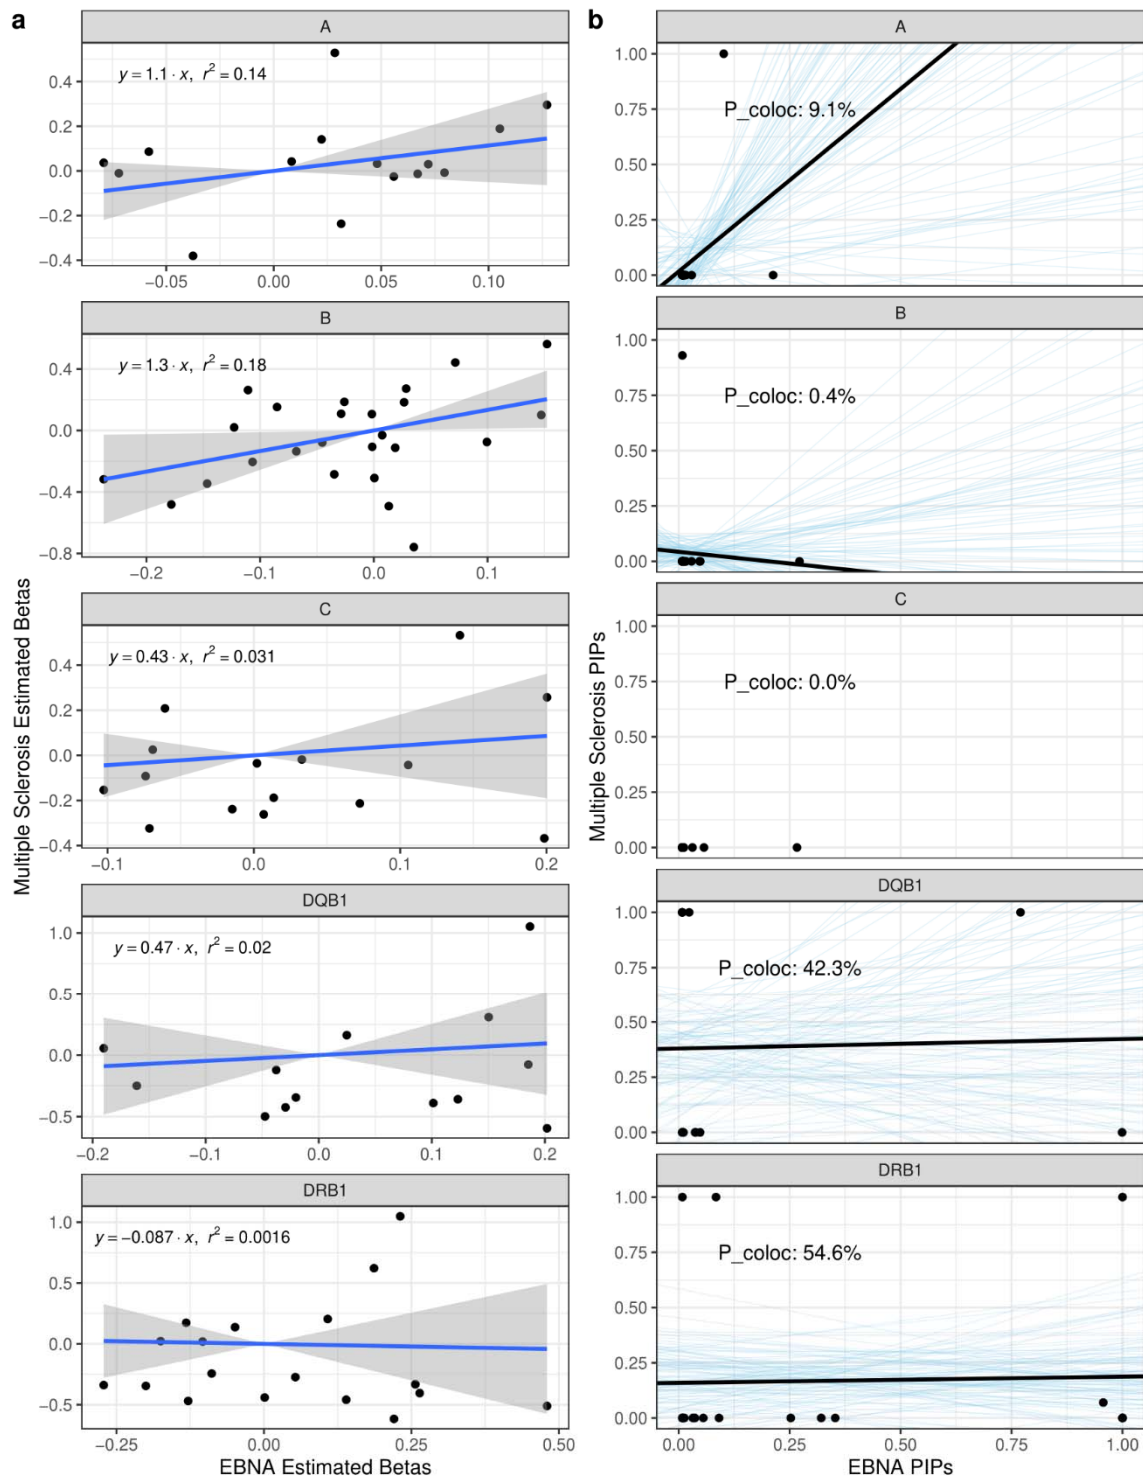 a
A
y = 1.1 · x, r² = 0.14
0.4
0.2
0.0
−0.2
−0.4
−0.05
0.00
0.05
0.10
B
y = 1.3 · x, r² = 0.18
0.4
0.0
−0.4
−0.8
−0.2
−0.1
0.0
0.1
C
y = 0.43 · x, r² = 0.031
0.4
0.2
0.0
−0.2
−0.4
−0.1
0.0
0.1
0.2
DQB1
y = 0.47 · x, r² = 0.02
1.0
0.5
0.0
−0.5
−0.2
−0.1
0.0
0.1
0.2
DRB1
y = −0.087 · x, r² = 0.0016
1.0
0.5
0.0
−0.5
−0.25
0.00
0.25
0.50
Multiple Sclerosis Estimated Betas
EBNA Estimated Betas
b
A
P_coloc: 9.1%
1.00
0.75
0.50
0.25
0.00
B
P_coloc: 0.4%
1.00
0.75
0.50
0.25
0.00
C
P_coloc: 0.0%
1.00
0.75
0.50
0.25
0.00
DQB1
P_coloc: 42.3%
1.00
0.75
0.50
0.25
0.00
DRB1
P_coloc: 54.6%
1.00
0.75
0.50
0.25
0.00
0.00
0.25
0.50
0.75
1.00
Multiple Sclerosis PIPs
EBNA PIPs